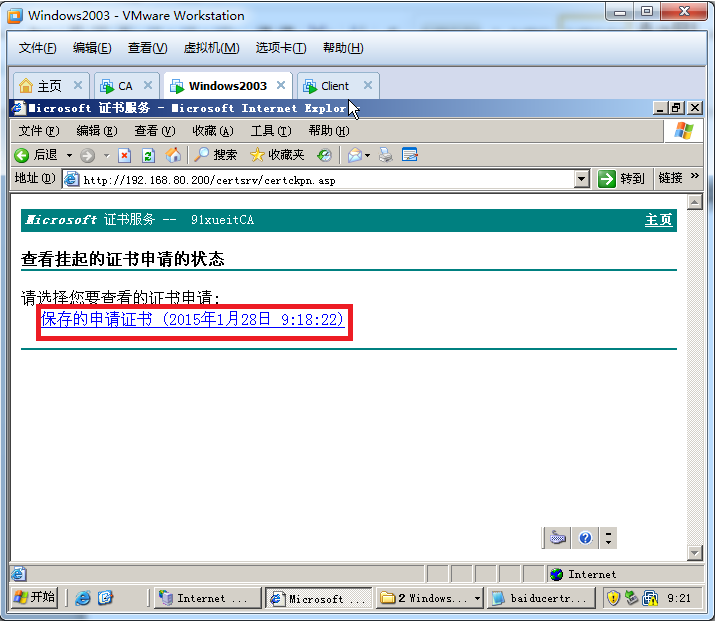 Windows2003 - VMware Workstation
文件(F) 编辑(E) 查看(V) 虚拟机(M) 选项卡(T) 帮助(H)
主页 CA Windows2003 Client
Microsoft 证书服务 - Microsoft Internet Explor
文件(F) 编辑(E) 查看(V) 收藏(A) 工具(T) 帮助(H)
后退 搜索 收藏夹
地址(D) http://192.168.80.200/certsrv/certckpn.asp 转到 链接 »
Microsoft 证书服务 -- 91xueitCA 主页
查看挂起的证书申请的状态
请选择您要查看的证书申请:
保存的申请证书 (2015年1月28日 9:18:22)
Internet
开始 Internet ... Microsoft ... 2 Windows... baiducertr... 9:21